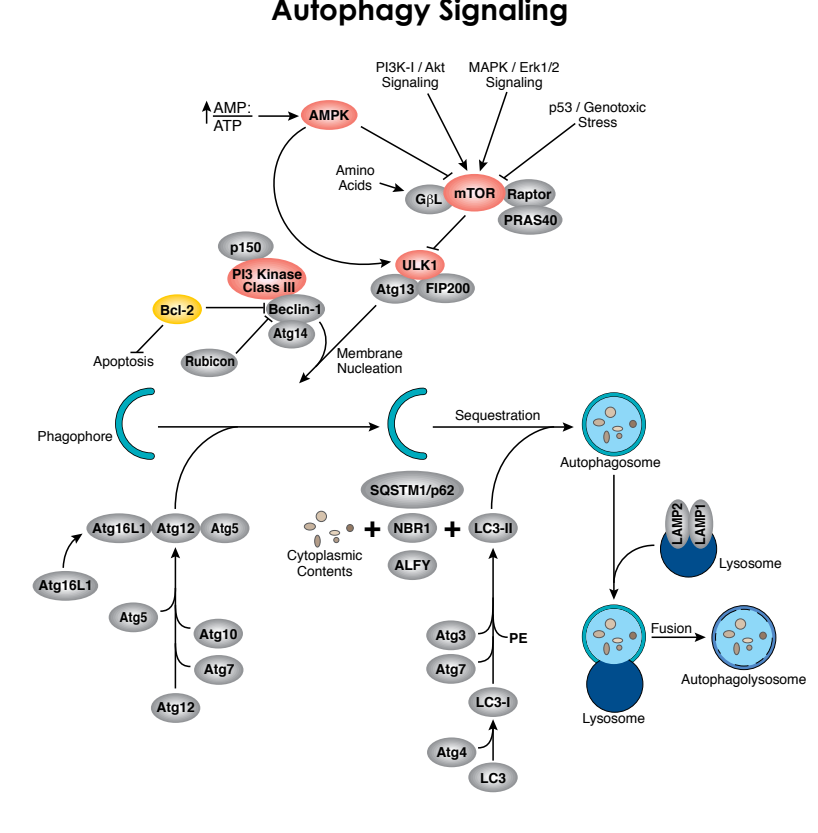 Autophagy Signaling
PI3K-I / Akt
Signaling
MAPK / Erk1/2
Signaling
p53 / Genotoxic
Stress
AMP:
ATP
AMPK
Amino
Acids
GβL
mTOR
Raptor
PRAS40
p150
PI3 Kinase
Class III
ULK1
Atg13
FIP200
Bcl-2
Beclin-1
Atg14
Apoptosis
Rubicon
Membrane
Nucleation
Phagophore
Sequestration
Autophagosome
SQSTM1/p62
Atg16L1
Atg12
Atg5
Cytoplasmic
Contents
+
NBR1
+
LC3-II
ALFY
LAMP2
LAMP1
Lysosome
Atg16L1
Atg5
Atg10
Atg7
Atg12
Atg3
PE
Atg7
LC3-I
Atg4
LC3
Fusion
Lysosome
Autophagolysosome